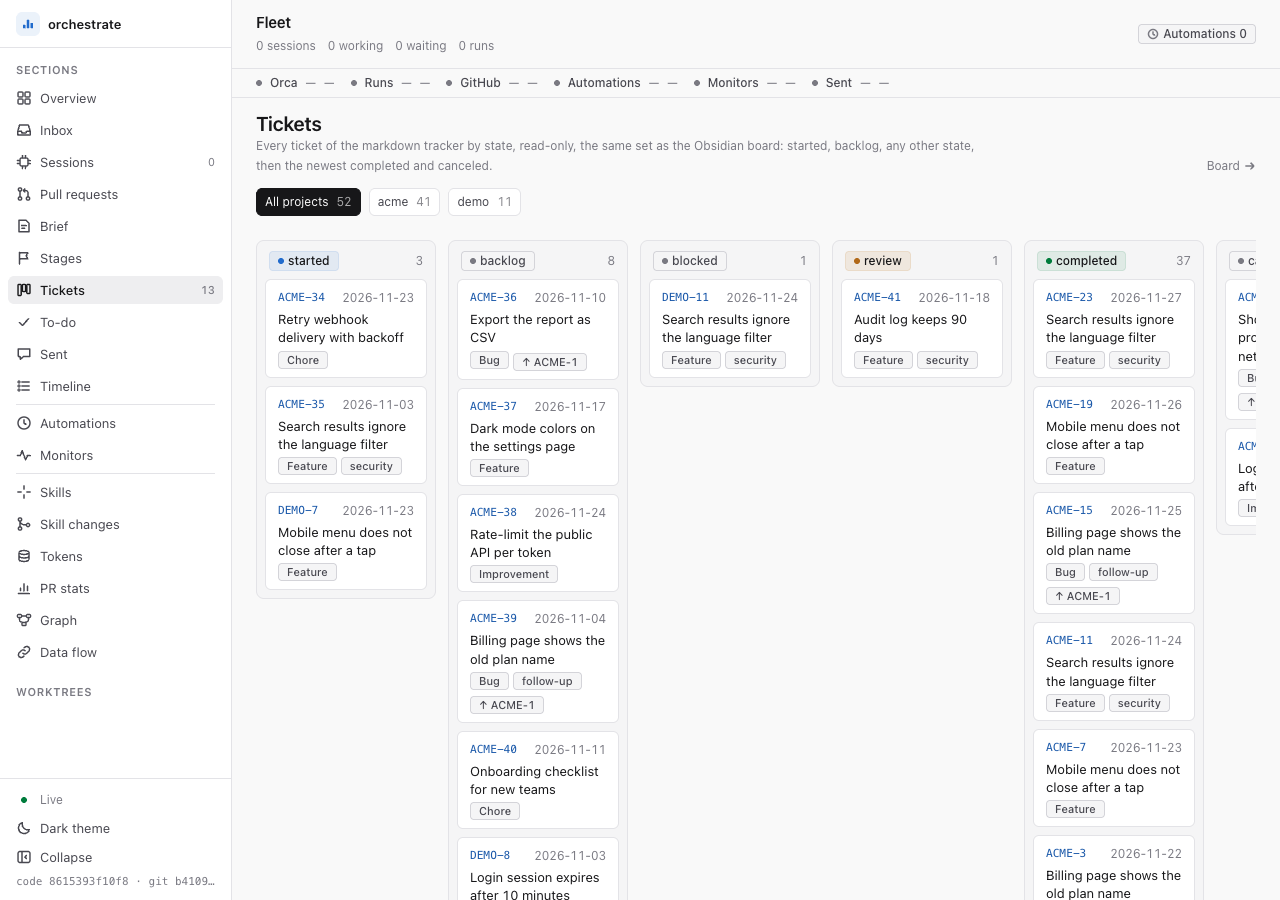 orchestrate
SECTIONS
Overview
Inbox
Sessions 0
Pull requests
Brief
Stages
Tickets 13
To-do
Sent
Timeline
Automations
Monitors
Skills
Skill changes
Tokens
PR stats
Graph
Data flow
WORKTREES
Live
Dark theme
Collapse
code 8615393f10f8 · git b4109…
Fleet
0 sessions 0 working 0 waiting 0 runs
Automations 0
Orca — — Runs — — GitHub — — Automations — — Monitors — — Sent — —
Tickets
Every ticket of the markdown tracker by state, read-only, the same set as the Obsidian board: started, backlog, any other state,
then the newest completed and canceled.
Board →
All projects 52 acme 41 demo 11
started 3
ACME-34 2026-11-23
Retry webhook
delivery with backoff
Chore
ACME-35 2026-11-03
Search results ignore
the language filter
Feature security
DEMO-7 2026-11-23
Mobile menu does not
close after a tap
Feature
backlog 8
ACME-36 2026-11-10
Export the report as
CSV
Bug ↑ ACME-1
ACME-37 2026-11-17
Dark mode colors on
the settings page
Feature
ACME-38 2026-11-24
Rate-limit the public
API per token
Improvement
ACME-39 2026-11-04
Billing page shows the
old plan name
Bug follow-up
↑ ACME-1
ACME-40 2026-11-11
Onboarding checklist
for new teams
Chore
DEMO-8 2026-11-03
Login session expires
after 10 minutes
blocked 1
DEMO-11 2026-11-24
Search results ignore
the language filter
Feature security
review 1
ACME-41 2026-11-18
Audit log keeps 90
days
Feature security
completed 37
ACME-23 2026-11-27
Search results ignore
the language filter
Feature security
ACME-19 2026-11-26
Mobile menu does not
close after a tap
Feature
ACME-15 2026-11-25
Billing page shows the
old plan name
Bug follow-up
↑ ACME-1
ACME-11 2026-11-24
Search results ignore
the language filter
Feature security
ACME-7 2026-11-23
Mobile menu does not
close after a tap
Feature
ACME-3 2026-11-22
Billing page shows the
old plan name